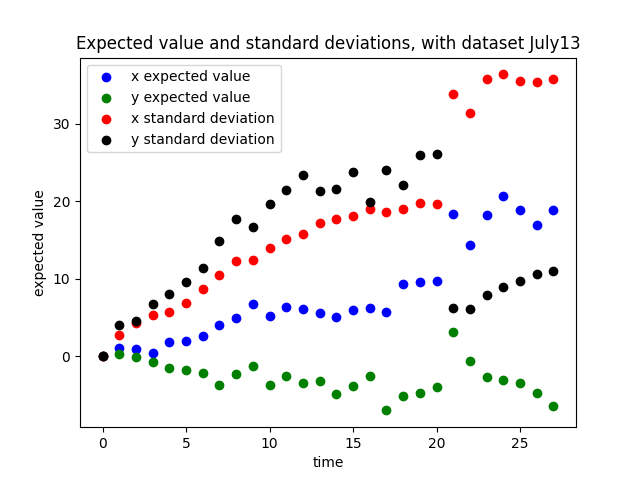 Expected value and standard deviations, with dataset July13
x expected value
y expected value
x standard deviation
y standard deviation
expected value
30
20
10
0
0 5 10 15 20 25
time